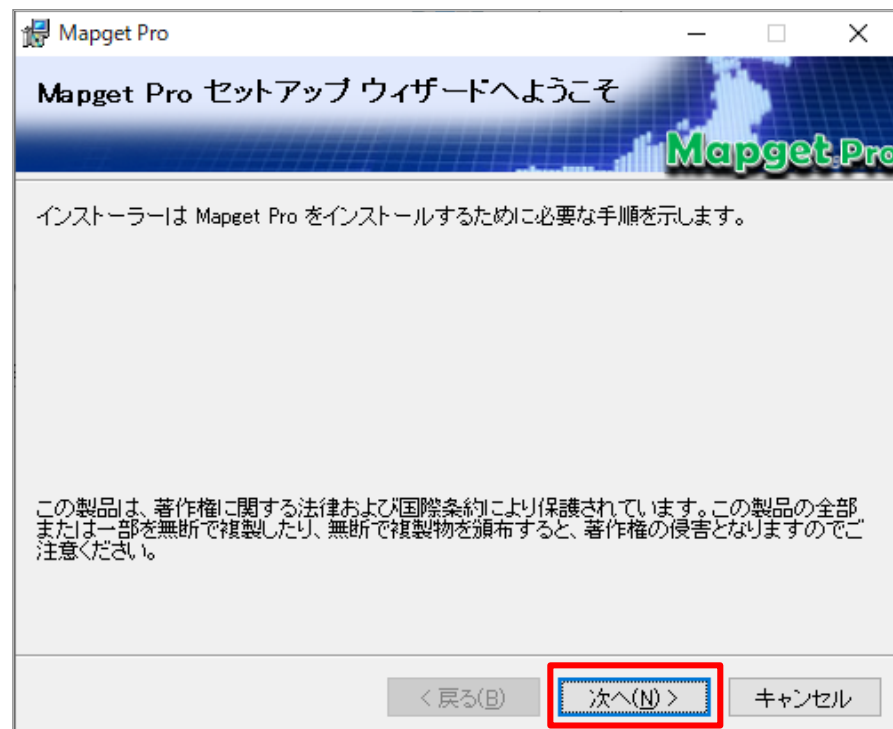 Mapget Pro
Mapget Pro セットアップ ウィザードへようこそ
Mapget Pro
インストーラーは Mapget Pro をインストールするために必要な手順を示します。
この製品は、著作権に関する法律および国際条約により保護されています。この製品の全部
または一部を無断で複製したり、無断で複製物を頒布すると、著作権の侵害となりますのでご
注意ください。
< 戻る(B) 次へ(N) > キャンセル